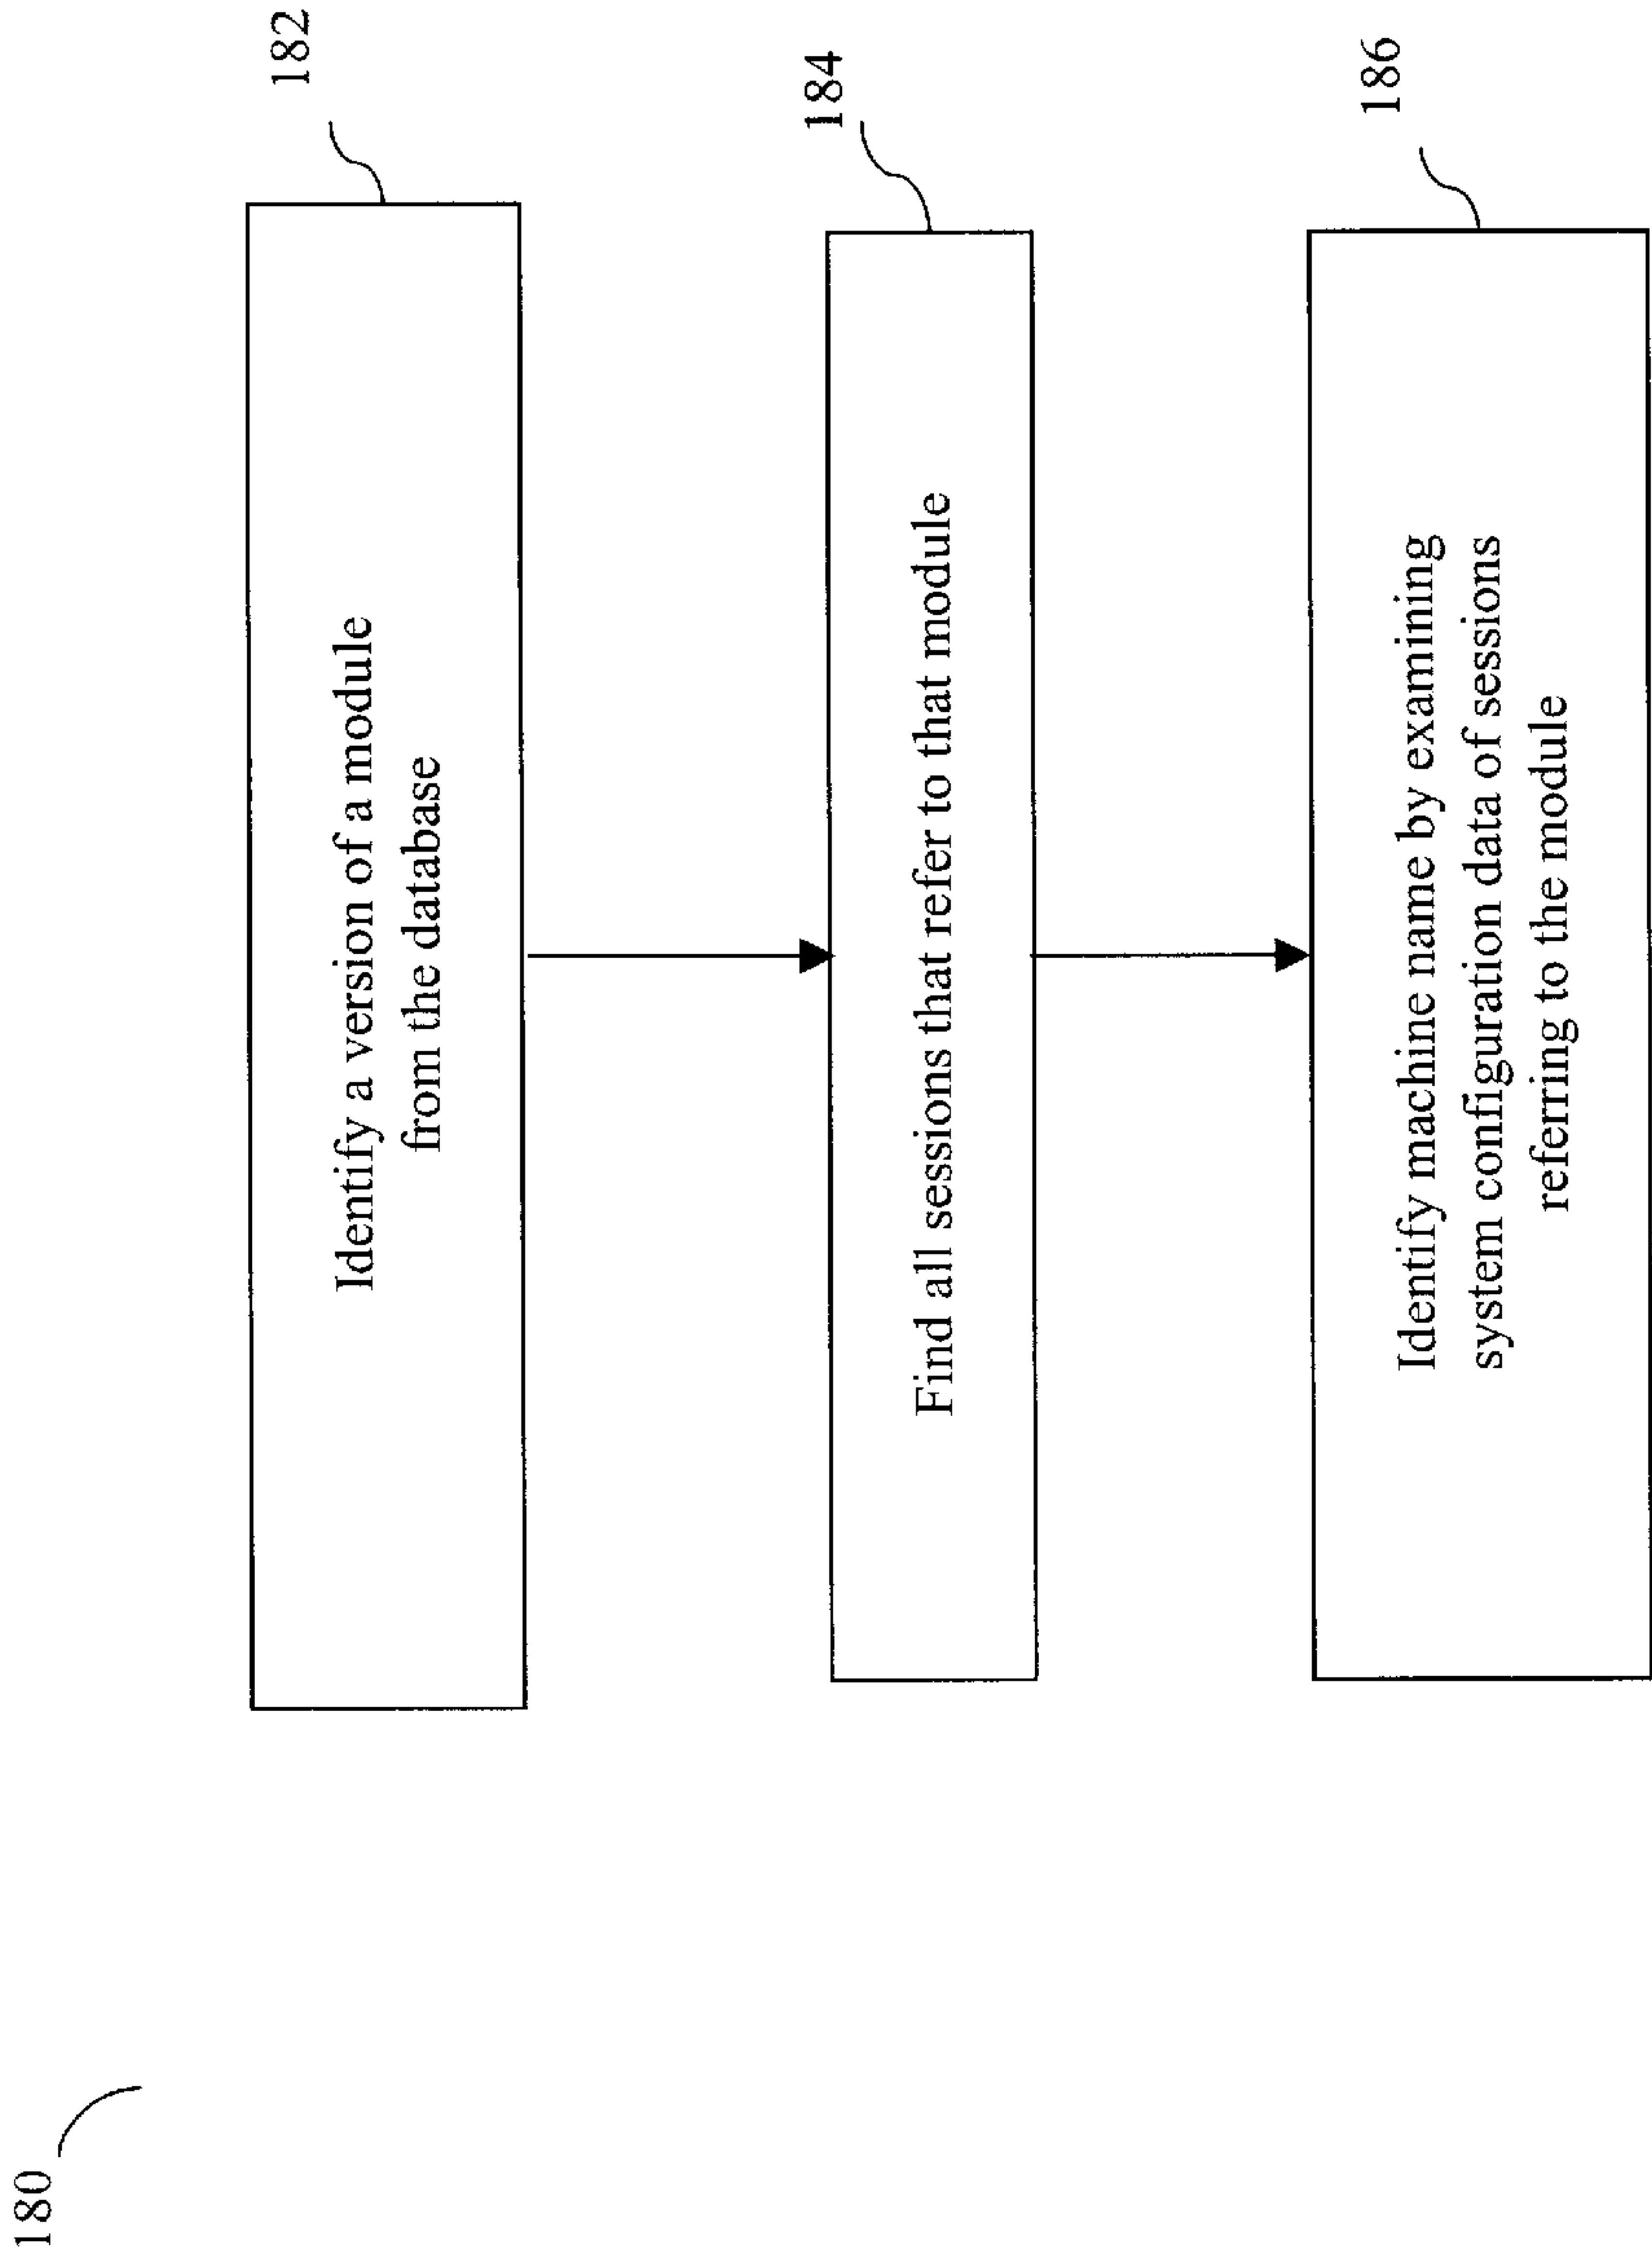 180
182
Identify a version of a module
from the database
184
Find all sessions that refer to that module
186
Identify machine name by examining
system configuration data of sessions
referring to the module